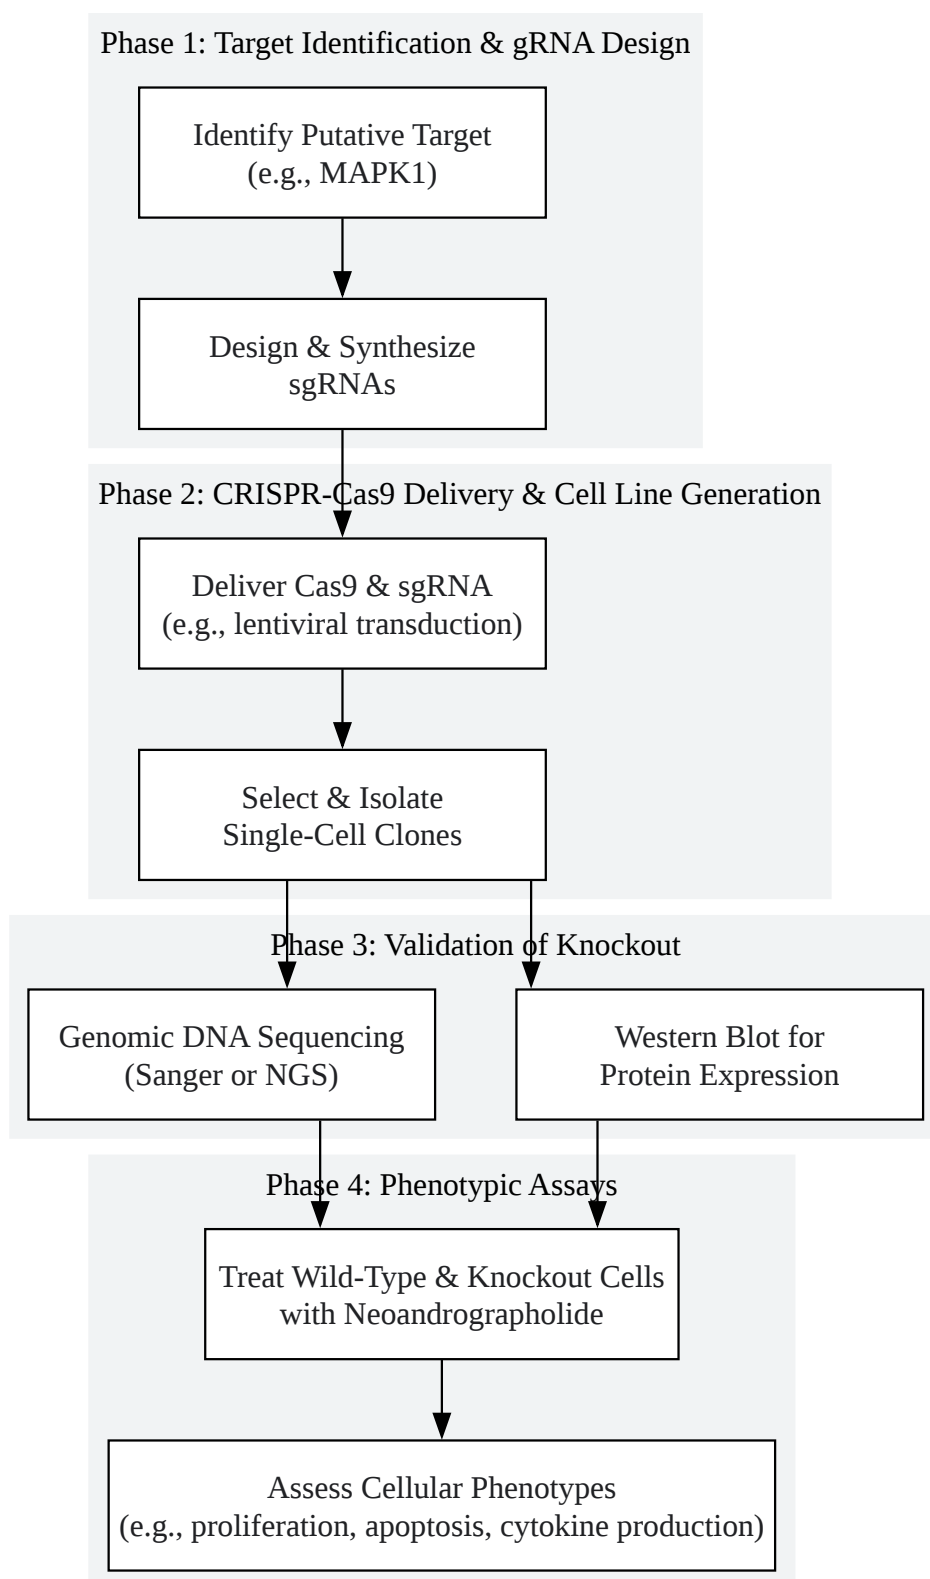 Phase 1: Target Identification & gRNA Design
Identify Putative Target
(e.g., MAPK1)
Design & Synthesize
sgRNAs
Phase 2: CRISPR-Cas9 Delivery & Cell Line Generation
Deliver Cas9 & sgRNA
(e.g., lentiviral transduction)
Select & Isolate
Single-Cell Clones
Phase 3: Validation of Knockout
Genomic DNA Sequencing
(Sanger or NGS)
Western Blot for
Protein Expression
Phase 4: Phenotypic Assays
Treat Wild-Type & Knockout Cells
with Neoandrographolide
Assess Cellular Phenotypes
(e.g., proliferation, apoptosis, cytokine production)